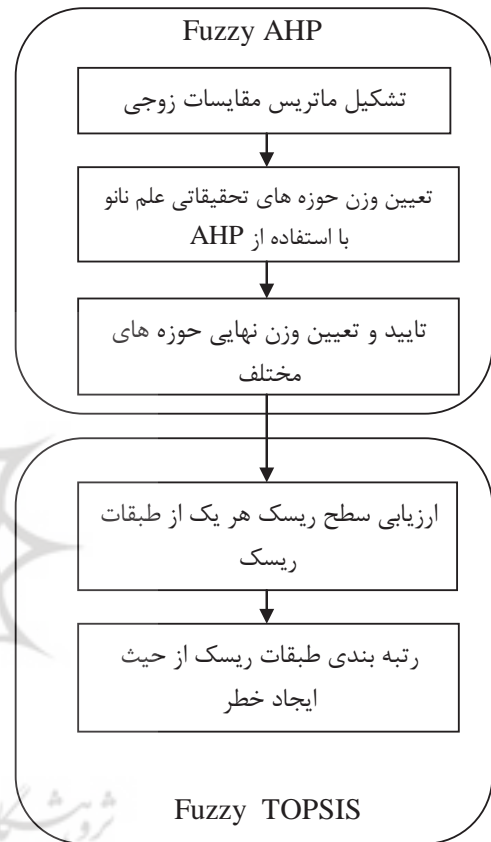 Fuzzy AHP
تشکیل ماتریس مقایسات زوجی
تعیین وزن حوزه های تحقیقاتی علم نانو
با استفاده از AHP
تایید و تعیین وزن نهایی حوزه های
مختلف
ارزیابی سطح ریسک هر یک از طبقات
ریسک
رتبه بندی طبقات ریسک از حیث
ایجاد خطر
Fuzzy TOPSIS